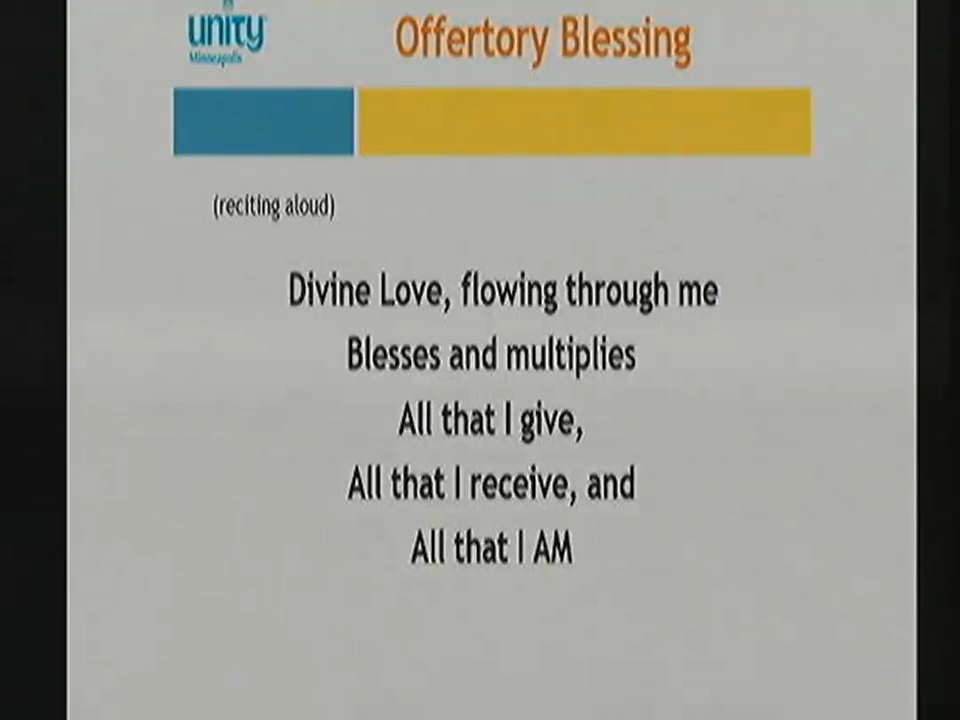 unity
Minneapolis
Offertory Blessing
(reciting aloud)
Divine Love, flowing through me
Blesses and multiplies
All that I give,
All that I receive, and
All that I AM